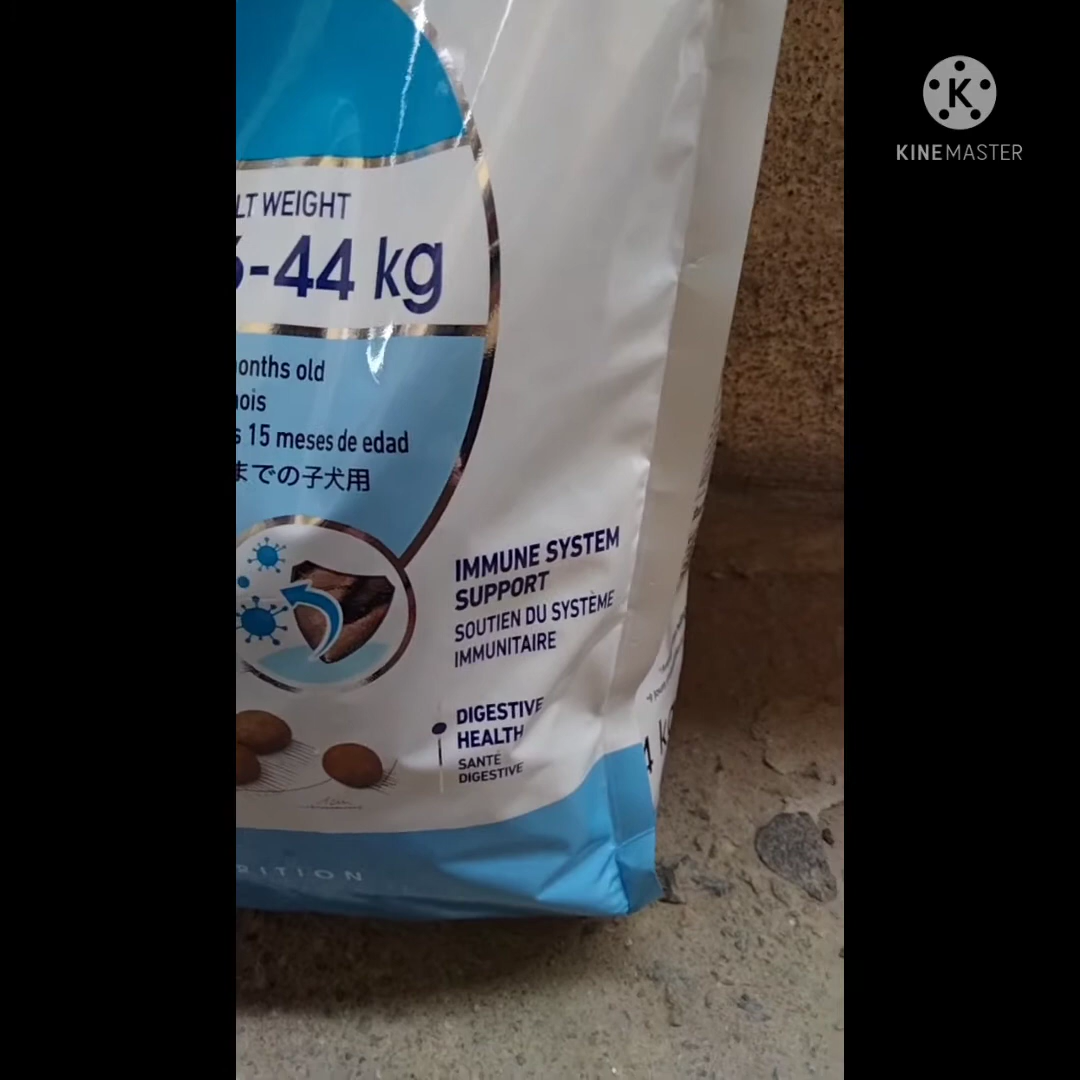 KINEMASTER
LT WEIGHT
-44 kg
onths old
ois
s 15 meses de edad
までの子犬用
IMMUNE SYSTEM
SUPPORT
SOUTIEN DU SYSTÈME
IMMUNITAIRE
DIGESTIVE
HEALTH
SANTÉ
DIGESTIVE
RITION